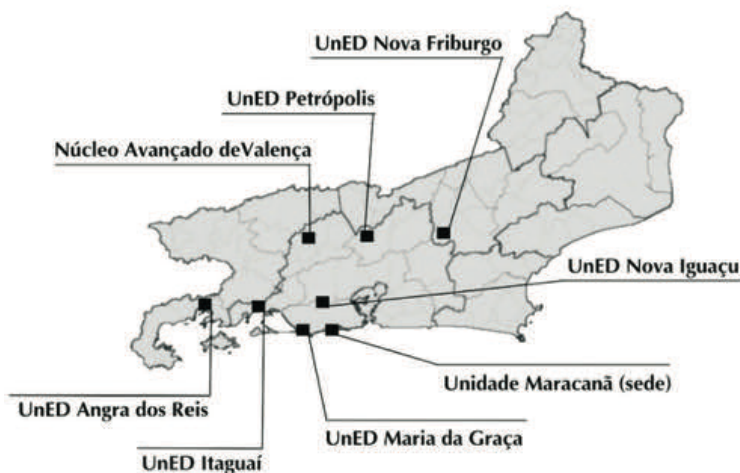 UnED Nova Friburgo
UnED Petrópolis
Núcleo Avançado deValença
UnED Nova Iguaçu
Unidade Maracanã (sede)
UnED Angra dos Reis
UnED Maria da Graça
UnED Itaguaí